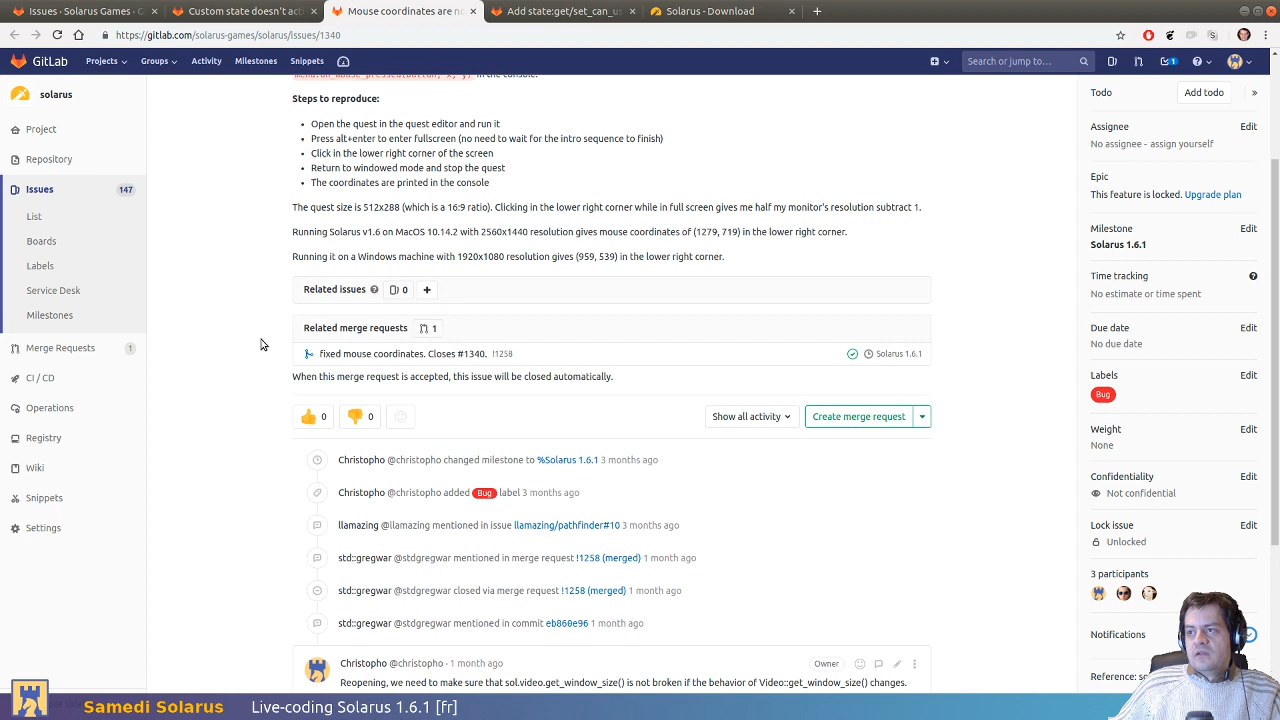 Issues · Solarus Games · G
Custom state doesn't acti
Mouse coordinates are n
Add state:get/set_can_us
Solarus - Download
https://gitlab.com/solarus-games/solarus/issues/1340
GitLab
Projects
Groups
Activity
Milestones
Snippets
Search or jump to...
1
solarus
Project
Repository
Issues 147
List
Boards
Labels
Service Desk
Milestones
Merge Requests 1
CI / CD
Operations
Registry
Wiki
Snippets
Settings
in the console.
Steps to reproduce:
• Open the quest in the quest editor and run it
• Press alt+enter to enter fullscreen (no need to wait for the intro sequence to finish)
• Click in the lower right corner of the screen
• Return to windowed mode and stop the quest
• The coordinates are printed in the console
The quest size is 512x288 (which is a 16:9 ratio). Clicking in the lower right corner while in full screen gives me half my monitor's resolution subtract 1.
Running Solarus v1.6 on MacOS 10.14.2 with 2560x1440 resolution gives mouse coordinates of (1279, 719) in the lower right corner.
Running it on a Windows machine with 1920x1080 resolution gives (959, 539) in the lower right corner.
Related issues 0
Related merge requests 1
fixed mouse coordinates. Closes #1340. !1258 Solarus 1.6.1
When this merge request is accepted, this issue will be closed automatically.
0 0
Show all activity
Create merge request
Christopho @christopho changed milestone to %Solarus 1.6.1 3 months ago
Christopho @christopho added Bug label 3 months ago
llamazing @llamazing mentioned in issue llamazing/pathfinder#10 3 months ago
std::gregwar @stdgregwar mentioned in merge request !1258 (merged) 1 month ago
std::gregwar @stdgregwar closed via merge request !1258 (merged) 1 month ago
std::gregwar @stdgregwar mentioned in commit eb860e96 1 month ago
Christopho @christopho · 1 month ago Owner
Reopening, we need to make sure that sol.video.get_window_size() is not broken if the behavior of Video::get_window_size() changes.
Todo
Add todo
Assignee Edit
No assignee - assign yourself
Epic
This feature is locked. Upgrade plan
Milestone Edit
Solarus 1.6.1
Time tracking
No estimate or time spent
Due date Edit
No due date
Labels Edit
Bug
Weight Edit
None
Confidentiality Edit
Not confidential
Lock issue Edit
Unlocked
3 participants
Notifications
Samedi Solarus
Live-coding Solarus 1.6.1 [fr]